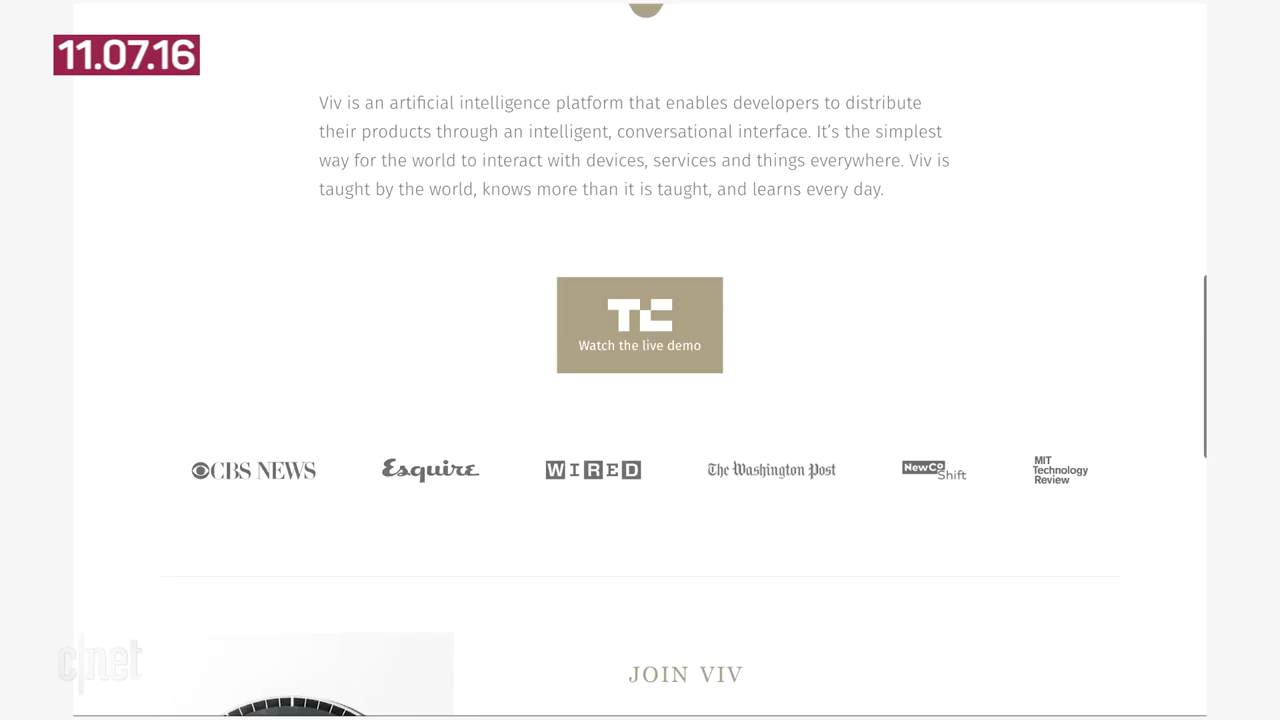 11.07.16
Viv is an artificial intelligence platform that enables developers to distribute
their products through an intelligent, conversational interface. It’s the simplest
way for the world to interact with devices, services and things everywhere. Viv is
taught by the world, knows more than it is taught, and learns every day.
TC
Watch the live demo
CBS NEWS
Esquire
WIRED
The Washington Post
NewCo
Shift
MIT
Technology
Review
c|net
JOIN VIV